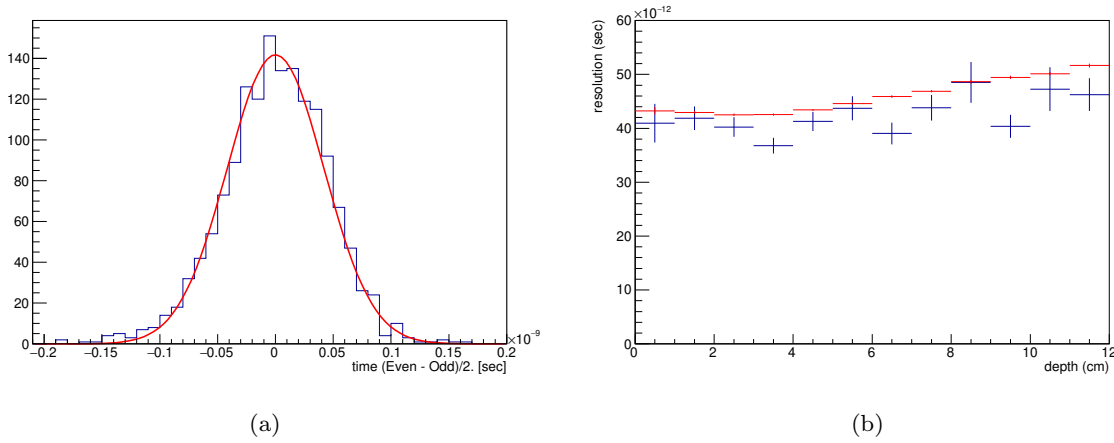 140
120
100
80
60
40
20
0
−0.2 −0.15 −0.1 −0.05 0 0.05 0.1 0.15 0.2
×10⁻⁹
time (Even - Odd)/2. [sec]
(a)
×10⁻¹²
resolution (sec)
60
50
40
30
20
10
0
0 2 4 6 8 10 12
depth (cm)
(b)